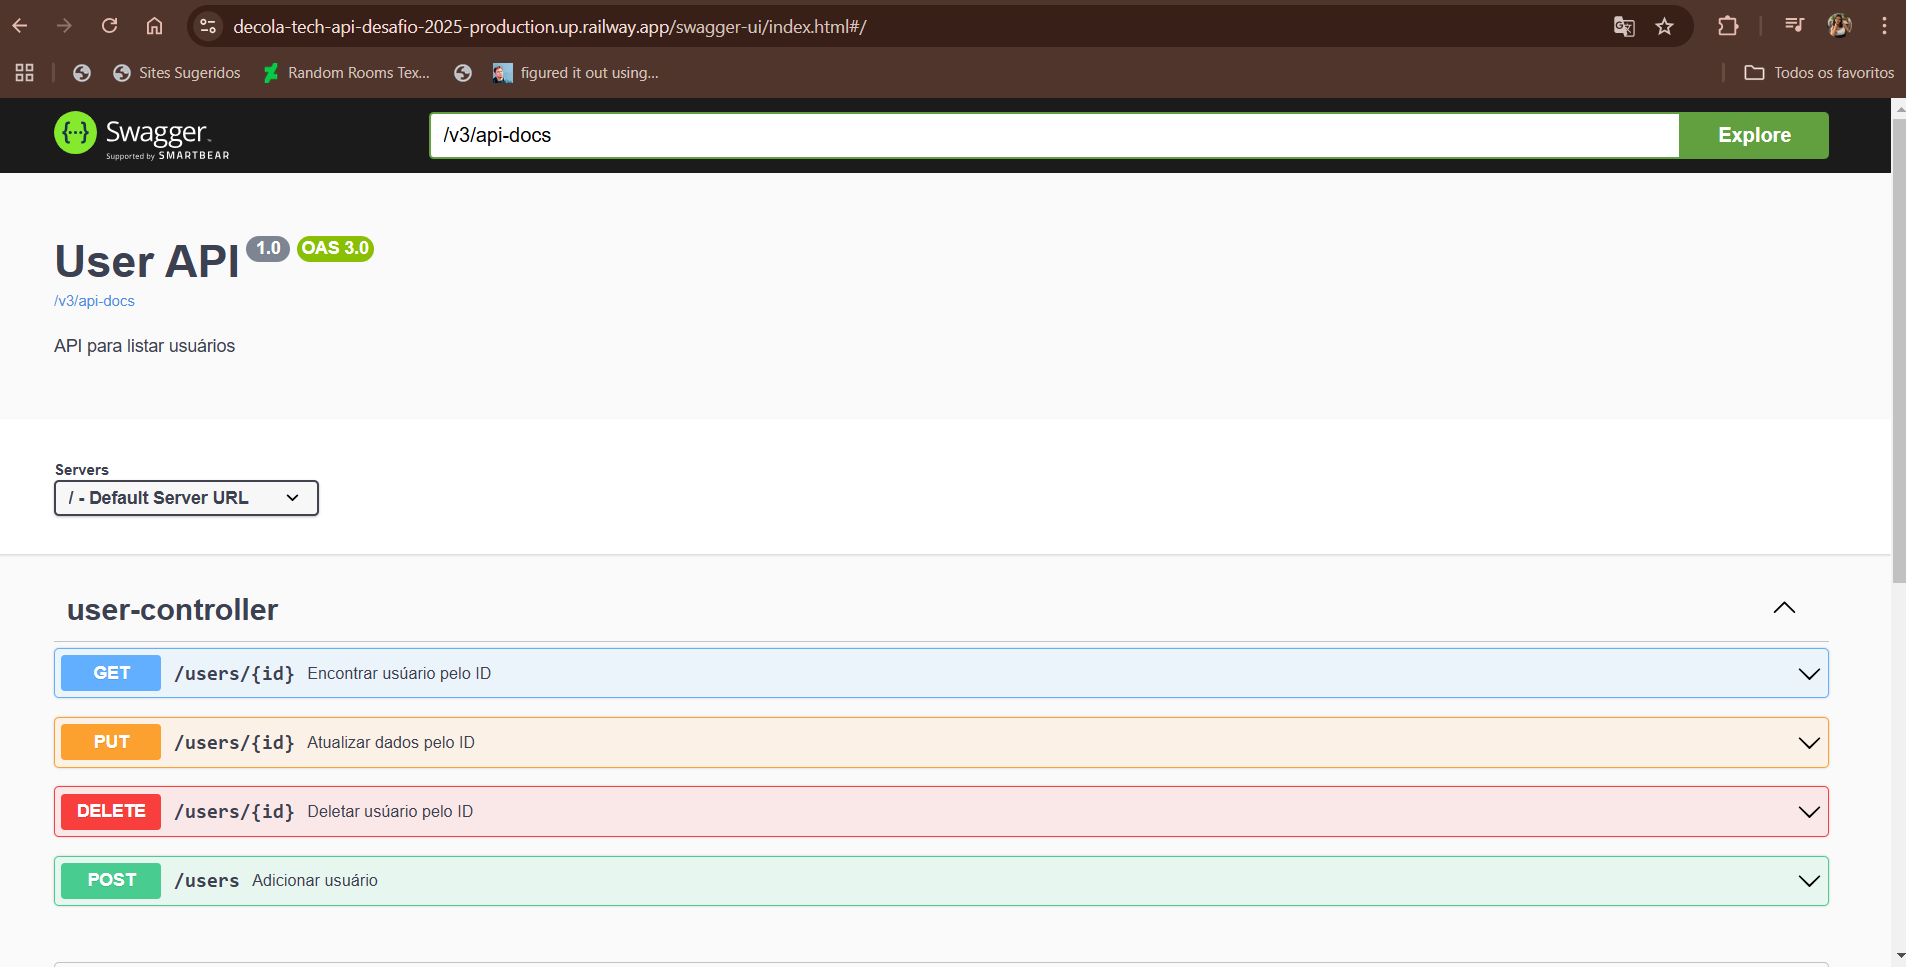 decola-tech-api-desafio-2025-production.up.railway.app/swagger-ui/index.html#/
Sites Sugeridos
Random Rooms Tex...
figured it out using...
Todos os favoritos
{···} Swagger™
Supported by SMARTBEAR
/v3/api-docs
Explore
User API 1.0 OAS 3.0
/v3/api-docs
API para listar usuários
Servers
/ - Default Server URL
user-controller
GET /users/{id} Encontrar usúario pelo ID
PUT /users/{id} Atualizar dados pelo ID
DELETE /users/{id} Deletar usúario pelo ID
POST /users Adicionar usuário